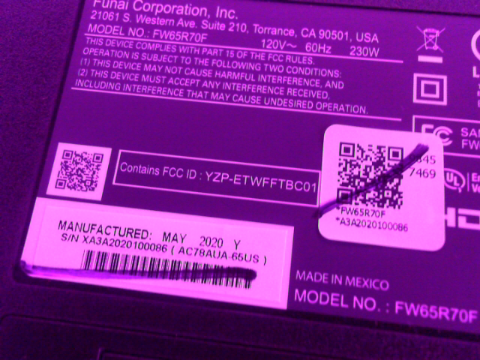 Funai Corporation, Inc.
21061 S. Western Ave. Suite 210, Torrance, CA 90501, USA
MODEL NO.: FW65R70F 120V~ 60Hz 230W
THIS DEVICE COMPLIES WITH PART 15 OF THE FCC RULES.
OPERATION IS SUBJECT TO THE FOLLOWING TWO CONDITIONS:
(1) THIS DEVICE MAY NOT CAUSE HARMFUL INTERFERENCE, AND
(2) THIS DEVICE MUST ACCEPT ANY INTERFERENCE RECEIVED,
INCLUDING INTERFERENCE THAT MAY CAUSE UNDESIRED OPERATION.
FCC
Contains FCC ID : YZP-ETWFFTBC01
845
7469
*FW65R70F
*A3A2020100086
UL
MANUFACTURED: MAY 2020 Y
S/N XA3A2020100086 ( AC78AUA-65US )
MADE IN MEXICO
MODEL NO. : FW65R70F